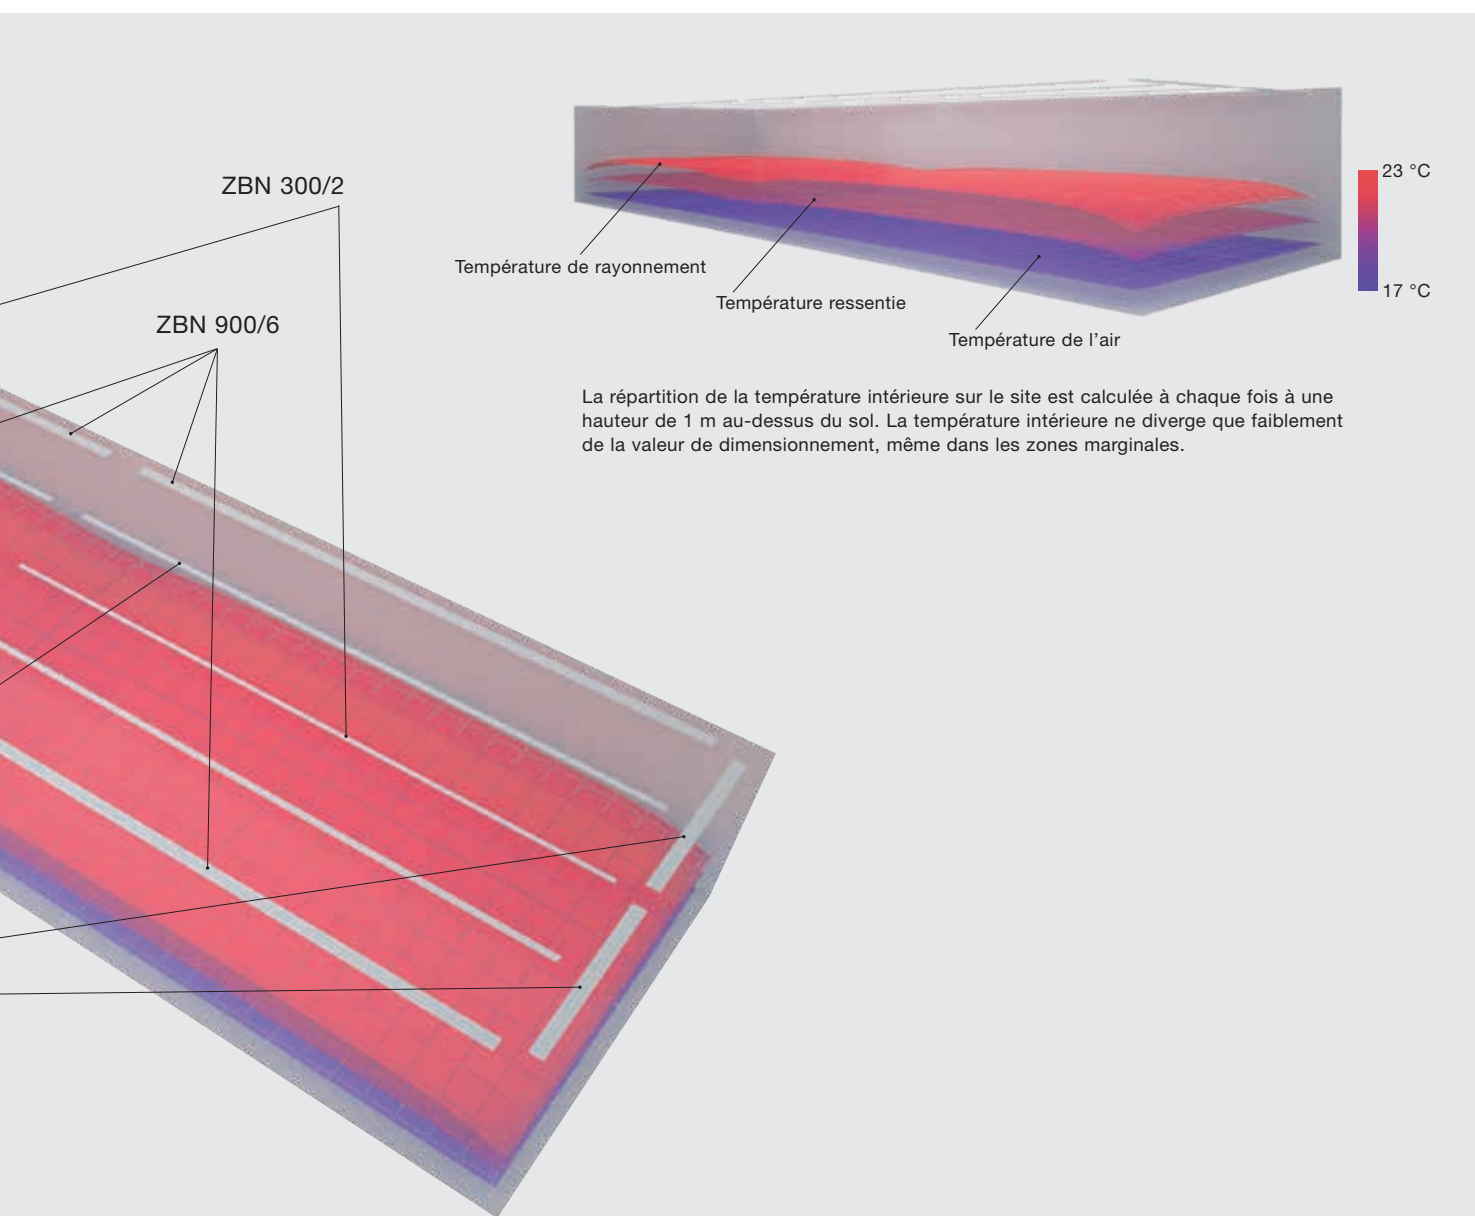 ZBN 300/2
ZBN 900/6
23 °C
17 °C
Température de rayonnement
Température ressentie
Température de l’air
La répartition de la température intérieure sur le site est calculée à chaque fois à une
hauteur de 1 m au-dessus du sol. La température intérieure ne diverge que faiblement
de la valeur de dimensionnement, même dans les zones marginales.